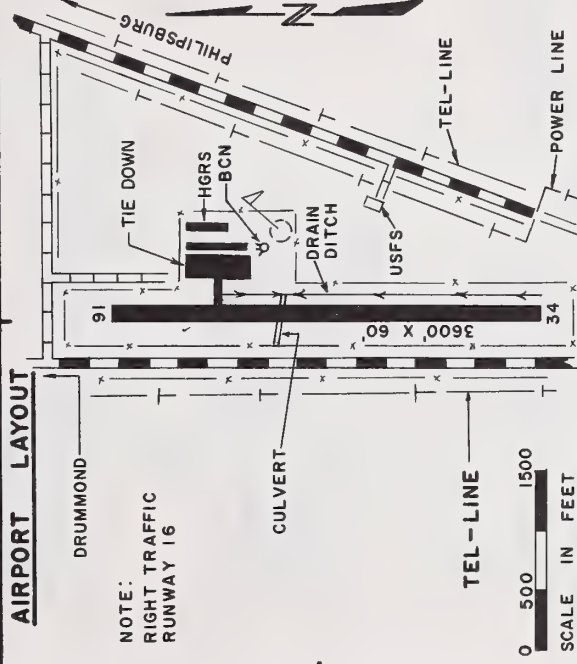 AIRPORT LAYOUT
DRUMMOND
PHILIPSBURG
NOTE:
RIGHT TRAFFIC
RUNWAY 16
TIE DOWN
HGRS
BCN
TEL-LINE
16
DRAIN
DITCH
USFS
POWER LINE
CULVERT
3600' X 60
34
TEL-LINE
0 500 1500
SCALE IN FEET
N